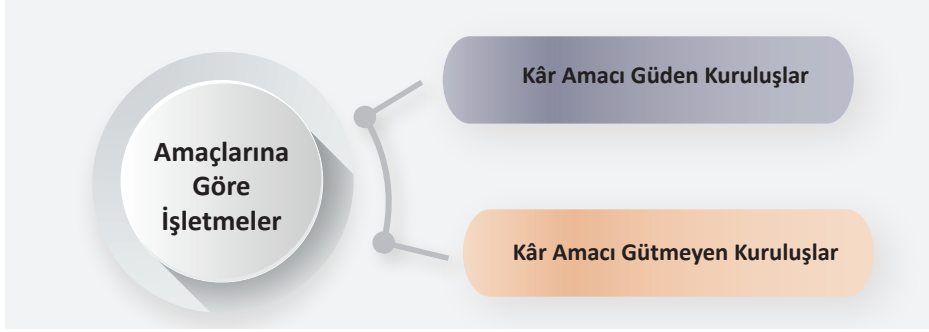 Amaçlarına
Göre
İşletmeler
Kâr Amacı Güden Kuruluşlar
Kâr Amacı Gütmeyen Kuruluşlar